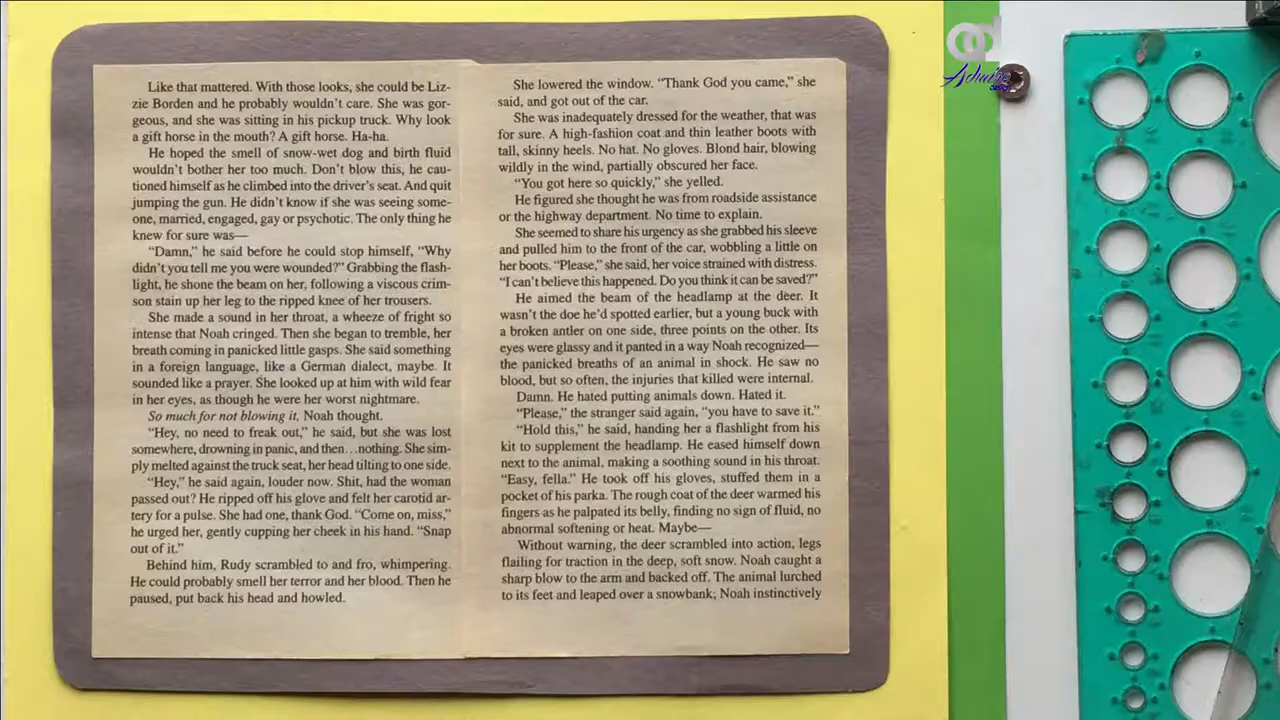 Like that mattered. With those looks, she could be Liz-
zie Borden and he probably wouldn't care. She was gor-
geous, and she was sitting in his pickup truck. Why look
a gift horse in the mouth? A gift horse. Ha-ha.
He hoped the smell of snow-wet dog and birth fluid
wouldn't bother her too much. Don't blow this, he cau-
tioned himself as he climbed into the driver's seat. And quit
jumping the gun. He didn't know if she was seeing some-
one, married, engaged, gay or psychotic. The only thing he
knew for sure was—
"Damn," he said before he could stop himself, "Why
didn't you tell me you were wounded?" Grabbing the flash-
light, he shone the beam on her, following a viscous crim-
son stain up her leg to the ripped knee of her trousers.
She made a sound in her throat, a wheeze of fright so
intense that Noah cringed. Then she began to tremble, her
breath coming in panicked little gasps. She said something
in a foreign language, like a German dialect, maybe. It
sounded like a prayer. She looked up at him with wild fear
in her eyes, as though he were her worst nightmare.
So much for not blowing it, Noah thought.
"Hey, no need to freak out," he said, but she was lost
somewhere, drowning in panic, and then…nothing. She sim-
ply melted against the truck seat, her head tilting to one side.
"Hey," he said again, louder now. Shit, had the woman
passed out? He ripped off his glove and felt her carotid ar-
tery for a pulse. She had one, thank God. "Come on, miss,"
he urged her, gently cupping her cheek in his hand. "Snap
out of it."
Behind him, Rudy scrambled to and fro, whimpering.
He could probably smell her terror and her blood. Then he
paused, put back his head and howled.
She lowered the window. "Thank God you came," she
said, and got out of the car.
She was inadequately dressed for the weather, that was
for sure. A high-fashion coat and thin leather boots with
tall, skinny heels. No hat. No gloves. Blond hair, blowing
wildly in the wind, partially obscured her face.
"You got here so quickly," she yelled.
He figured she thought he was from roadside assistance
or the highway department. No time to explain.
She seemed to share his urgency as she grabbed his sleeve
and pulled him to the front of the car, wobbling a little on
her boots. "Please," she said, her voice strained with distress.
"I can't believe this happened. Do you think it can be saved?"
He aimed the beam of the headlamp at the deer. It
wasn't the doe he'd spotted earlier, but a young buck with
a broken antler on one side, three points on the other. Its
eyes were glassy and it panted in a way Noah recognized—
the panicked breaths of an animal in shock. He saw no
blood, but so often, the injuries that killed were internal.
Damn. He hated putting animals down. Hated it.
"Please," the stranger said again, "you have to save it."
"Hold this," he said, handing her a flashlight from his
kit to supplement the headlamp. He eased himself down
next to the animal, making a soothing sound in his throat.
"Easy, fella." He took off his gloves, stuffed them in a
pocket of his parka. The rough coat of the deer warmed his
fingers as he palpated its belly, finding no sign of fluid, no
abnormal softening or heat. Maybe—
Without warning, the deer scrambled into action, legs
flailing for traction in the deep, soft snow. Noah caught a
sharp blow to the arm and backed off. The animal lurched
to its feet and leaped over a snowbank; Noah instinctively